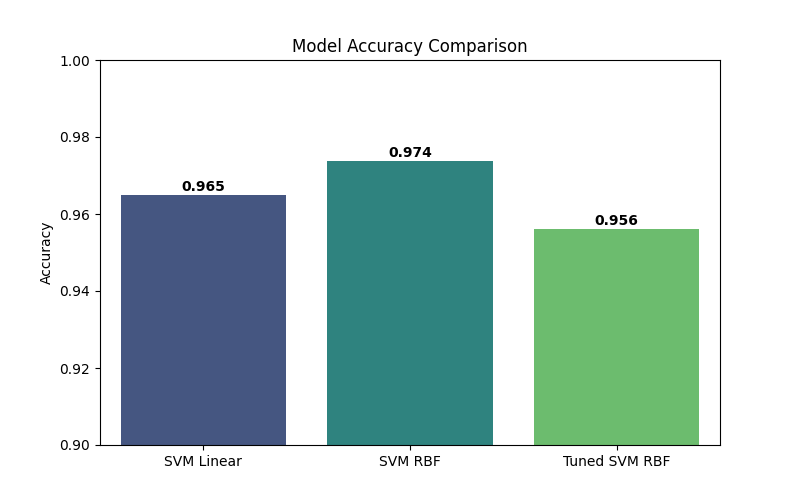 Model Accuracy Comparison
1.00
0.98
0.96
0.94
0.92
0.90
Accuracy
0.965
0.974
0.956
SVM Linear
SVM RBF
Tuned SVM RBF